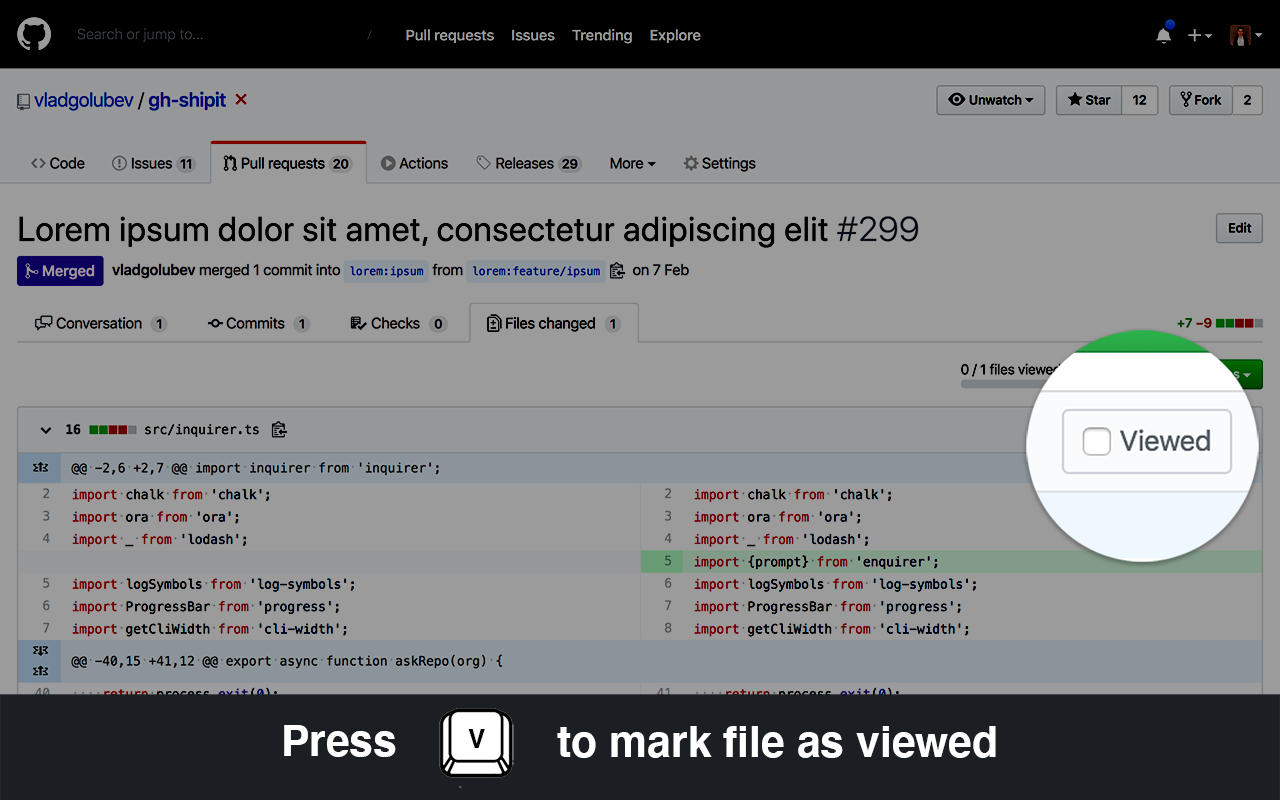 Search or jump to... / Pull requests Issues Trending Explore
vladgolubev / gh-shipit Unwatch Star 12 Fork 2
Code Issues 11 Pull requests 20 Actions Releases 29 More Settings
Lorem ipsum dolor sit amet, consectetur adipiscing elit #299 Edit
Merged vladgolubev merged 1 commit into lorem:ipsum from lorem:feature/ipsum on 7 Feb
Conversation 1 Commits 1 Checks 0 Files changed 1 +7 −9
0 / 1 files viewed
16 src/inquirer.ts Viewed
@@ -2,6 +2,7 @@ import inquirer from 'inquirer';
2 import chalk from 'chalk'; 2 import chalk from 'chalk';
3 import ora from 'ora'; 3 import ora from 'ora';
4 import _ from 'lodash'; 4 import _ from 'lodash';
5 import {prompt} from 'enquirer';
5 import logSymbols from 'log-symbols'; 6 import logSymbols from 'log-symbols';
6 import ProgressBar from 'progress'; 7 import ProgressBar from 'progress';
7 import getCliWidth from 'cli-width'; 8 import getCliWidth from 'cli-width';
@@ -40,15 +41,12 @@ export async function askRepo(org) {
40 ····return process.exit(0); 41 ····return process.exit(0);
Press V to mark file as viewed